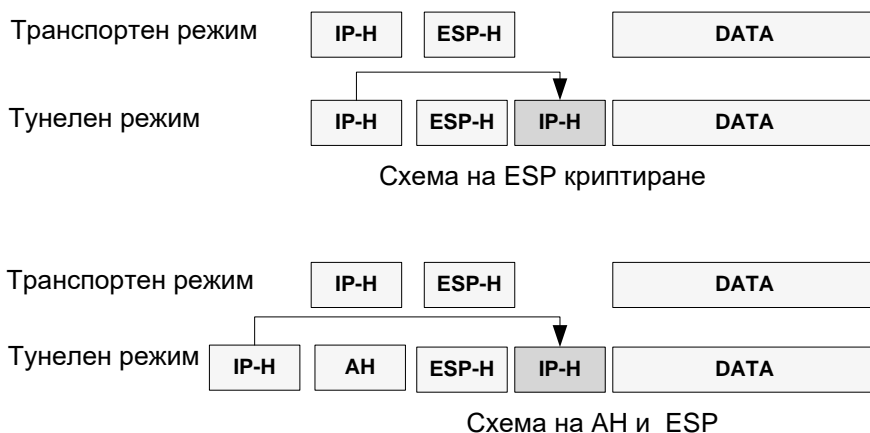 Транспортен режим IP-H ESP-H DATA
Тунелен режим IP-H ESP-H IP-H DATA
Схема на ESP криптиране
Транспортен режим IP-H ESP-H DATA
Тунелен режим IP-H AH ESP-H IP-H DATA
Схема на AH и ESP